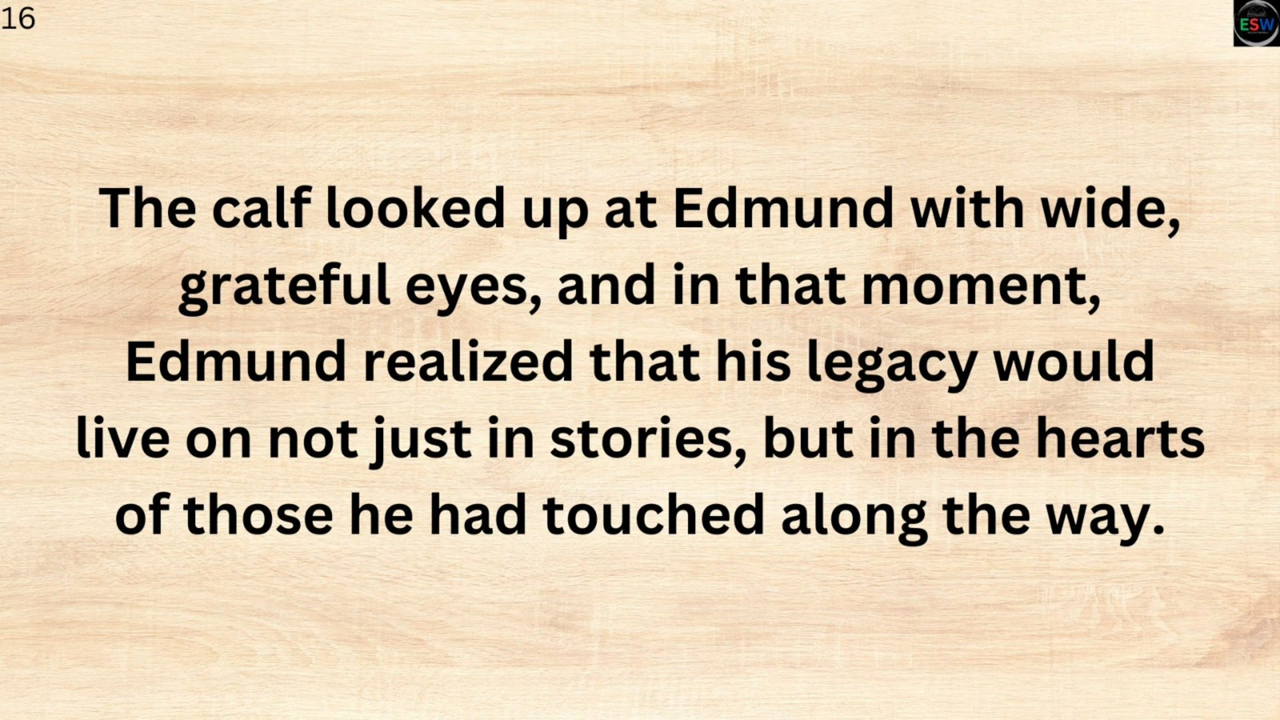 16
ESW
The calf looked up at Edmund with wide,
grateful eyes, and in that moment,
Edmund realized that his legacy would
live on not just in stories, but in the hearts
of those he had touched along the way.